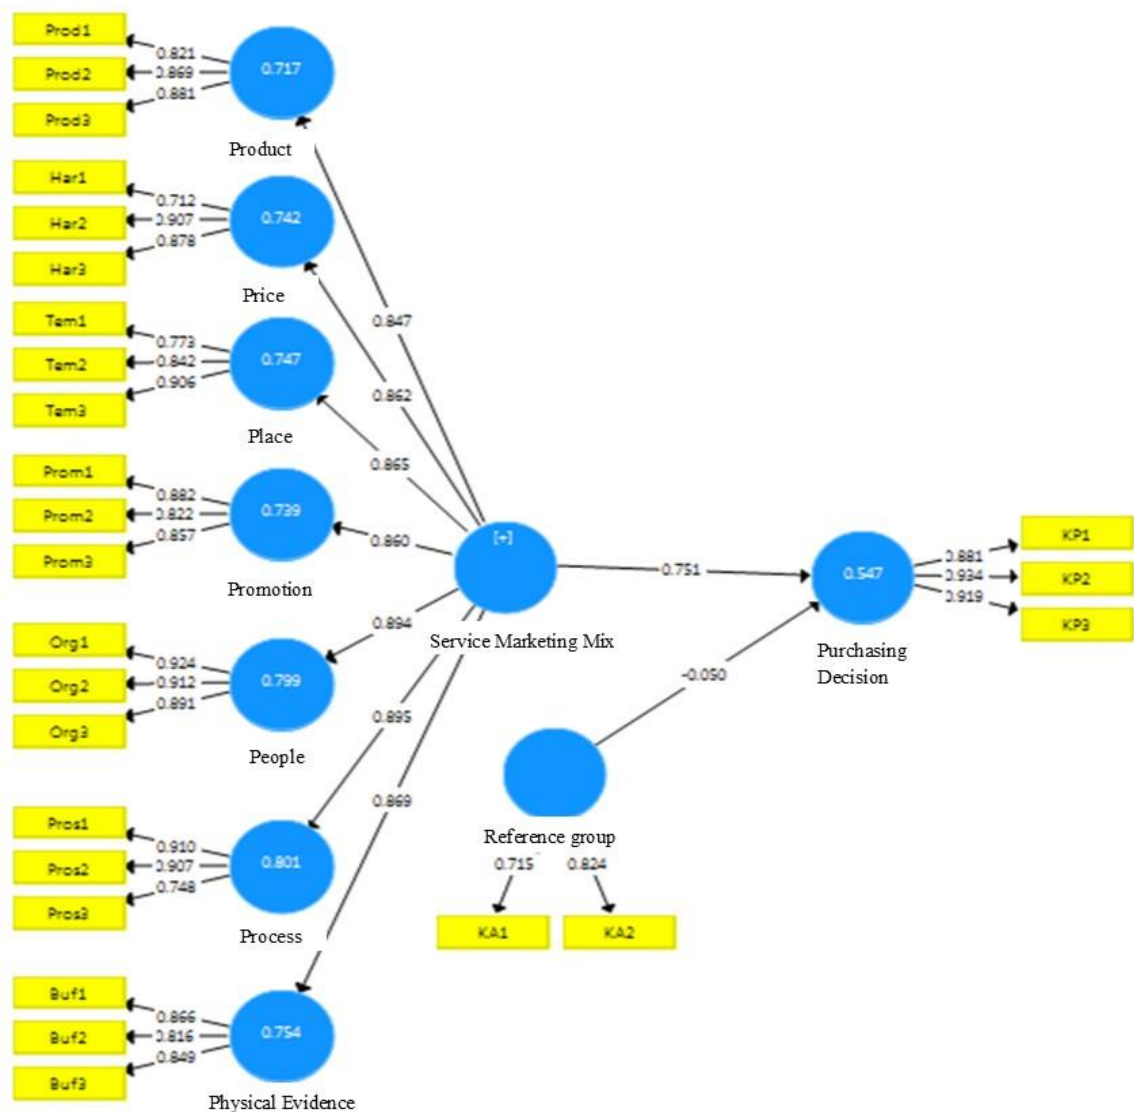 Prod1
0.821
0.717
Prod2
0.869
0.881
Prod3
Product
Har1
0.712
0.742
Har2
0.907
0.878
Har3
Price
0.847
Tem1
0.773
0.747
Tem2
0.842
0.906
Tem3
0.862
Place
0.865
Prom1
0.882
0.739
Prom2
0.822
0.857
Prom3
0.860
Promotion
[+]
0.751
0.547
0.881
KP1
0.934
KP2
0.919
KP3
Service Marketing Mix
Purchasing
Decision
Org1
0.894
0.924
0.799
Org2
0.912
0.891
Org3
People
-0.050
0.895
0.869
Pros1
0.910
0.801
Pros2
0.907
0.748
Pros3
Process
Reference group
0.715
0.824
KA1
KA2
Buf1
0.866
0.754
Buf2
0.816
0.849
Buf3
Physical Evidence